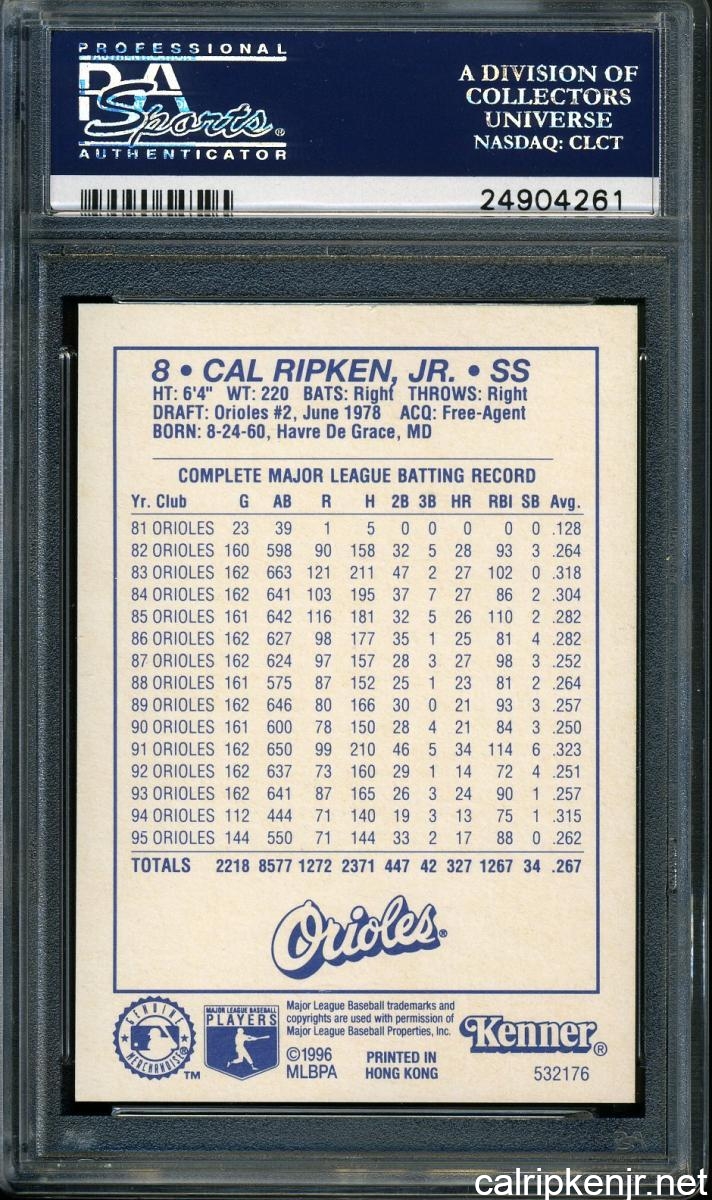 PROFESSIONAL
PSA
Sports®
AUTHENTICATOR
A DIVISION OF
COLLECTORS
UNIVERSE
NASDAQ: CLCT
24904261
8 • CAL RIPKEN, JR. • SS
HT: 6'4" WT: 220 BATS: Right THROWS: Right
DRAFT: Orioles #2, June 1978 ACQ: Free-Agent
BORN: 8-24-60, Havre De Grace, MD
COMPLETE MAJOR LEAGUE BATTING RECORD
Yr. Club G AB R H 2B 3B HR RBI SB Avg.
81 ORIOLES 23 39 1 5 0 0 0 0 0 .128
82 ORIOLES 160 598 90 158 32 5 28 93 3 .264
83 ORIOLES 162 663 121 211 47 2 27 102 0 .318
84 ORIOLES 162 641 103 195 37 7 27 86 2 .304
85 ORIOLES 161 642 116 181 32 5 26 110 2 .282
86 ORIOLES 162 627 98 177 35 1 25 81 4 .282
87 ORIOLES 162 624 97 157 28 3 27 98 3 .252
88 ORIOLES 161 575 87 152 25 1 23 81 2 .264
89 ORIOLES 162 646 80 166 30 0 21 93 3 .257
90 ORIOLES 161 600 78 150 28 4 21 84 3 .250
91 ORIOLES 162 650 99 210 46 5 34 114 6 .323
92 ORIOLES 162 637 73 160 29 1 14 72 4 .251
93 ORIOLES 162 641 87 165 26 3 24 90 1 .257
94 ORIOLES 112 444 71 140 19 3 13 75 1 .315
95 ORIOLES 144 550 71 144 33 2 17 88 0 .262
TOTALS 2218 8577 1272 2371 447 42 327 1267 34 .267
Orioles®
GENUINE
MERCHANDISE
TM
MAJOR LEAGUE BASEBALL
PLAYERS
Major League Baseball trademarks and
copyrights are used with permission of
Major League Baseball Properties, Inc.
©1996
MLBPA
PRINTED IN
HONG KONG
Kenner®
532176
calripkenjr.net